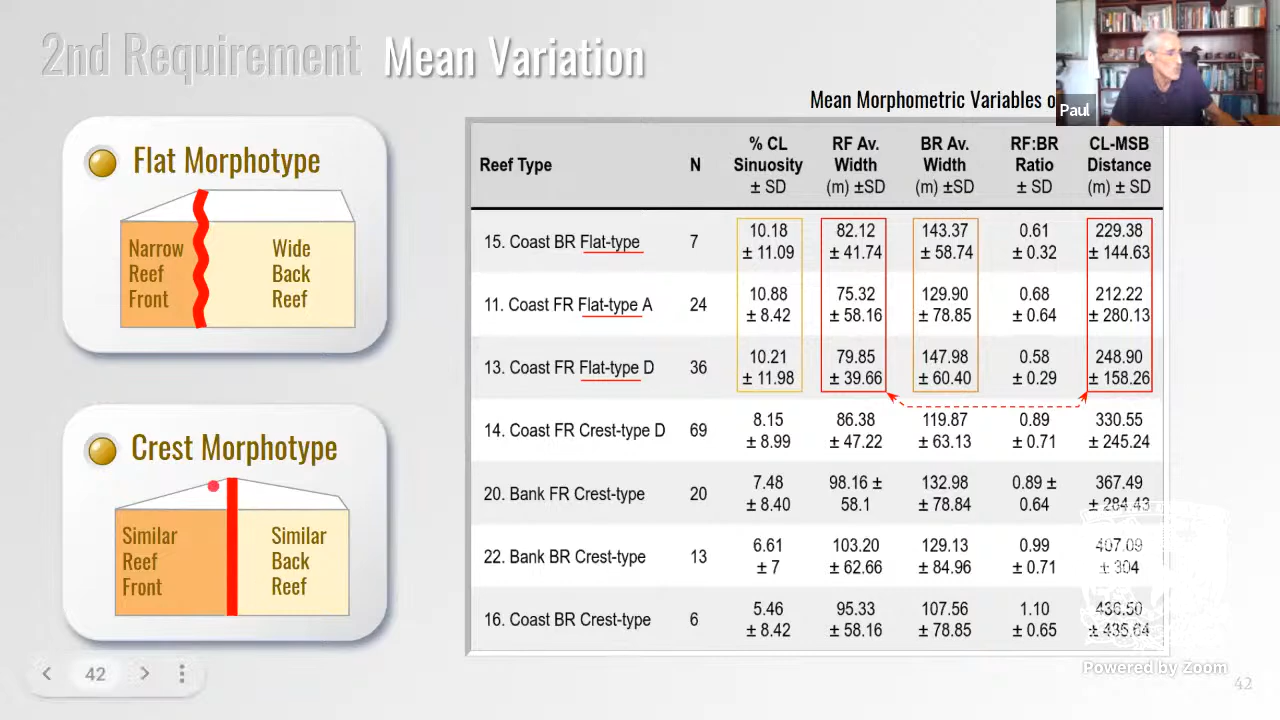 2nd Requirement Mean Variation
Paul
Mean Morphometric Variables o
Flat Morphotype
Narrow
Reef
Front
Wide
Back
Reef
Crest Morphotype
Similar
Reef
Front
Similar
Back
Reef
Reef Type N % CL Sinuosity ± SD RF Av. Width (m) ±SD BR Av. Width (m) ±SD RF:BR Ratio ± SD CL-MSB Distance (m) ± SD
15. Coast BR Flat-type 7 10.18 ± 11.09 82.12 ± 41.74 143.37 ± 58.74 0.61 ± 0.32 229.38 ± 144.63
11. Coast FR Flat-type A 24 10.88 ± 8.42 75.32 ± 58.16 129.90 ± 78.85 0.68 ± 0.64 212.22 ± 280.13
13. Coast FR Flat-type D 36 10.21 ± 11.98 79.85 ± 39.66 147.98 ± 60.40 0.58 ± 0.29 248.90 ± 158.26
14. Coast FR Crest-type D 69 8.15 ± 8.99 86.38 ± 47.22 119.87 ± 63.13 0.89 ± 0.71 330.55 ± 245.24
20. Bank FR Crest-type 20 7.48 ± 8.40 98.16 ± 58.1 132.98 ± 78.84 0.89 ± 0.64 367.49 ± 284.43
22. Bank BR Crest-type 13 6.61 ± 7 103.20 ± 62.66 129.13 ± 84.96 0.99 ± 0.71 407.09 ± 304
16. Coast BR Crest-type 6 5.46 ± 8.42 95.33 ± 58.16 107.56 ± 78.85 1.10 ± 0.65 436.50 ± 436.64
42
Powered by Zoom
42